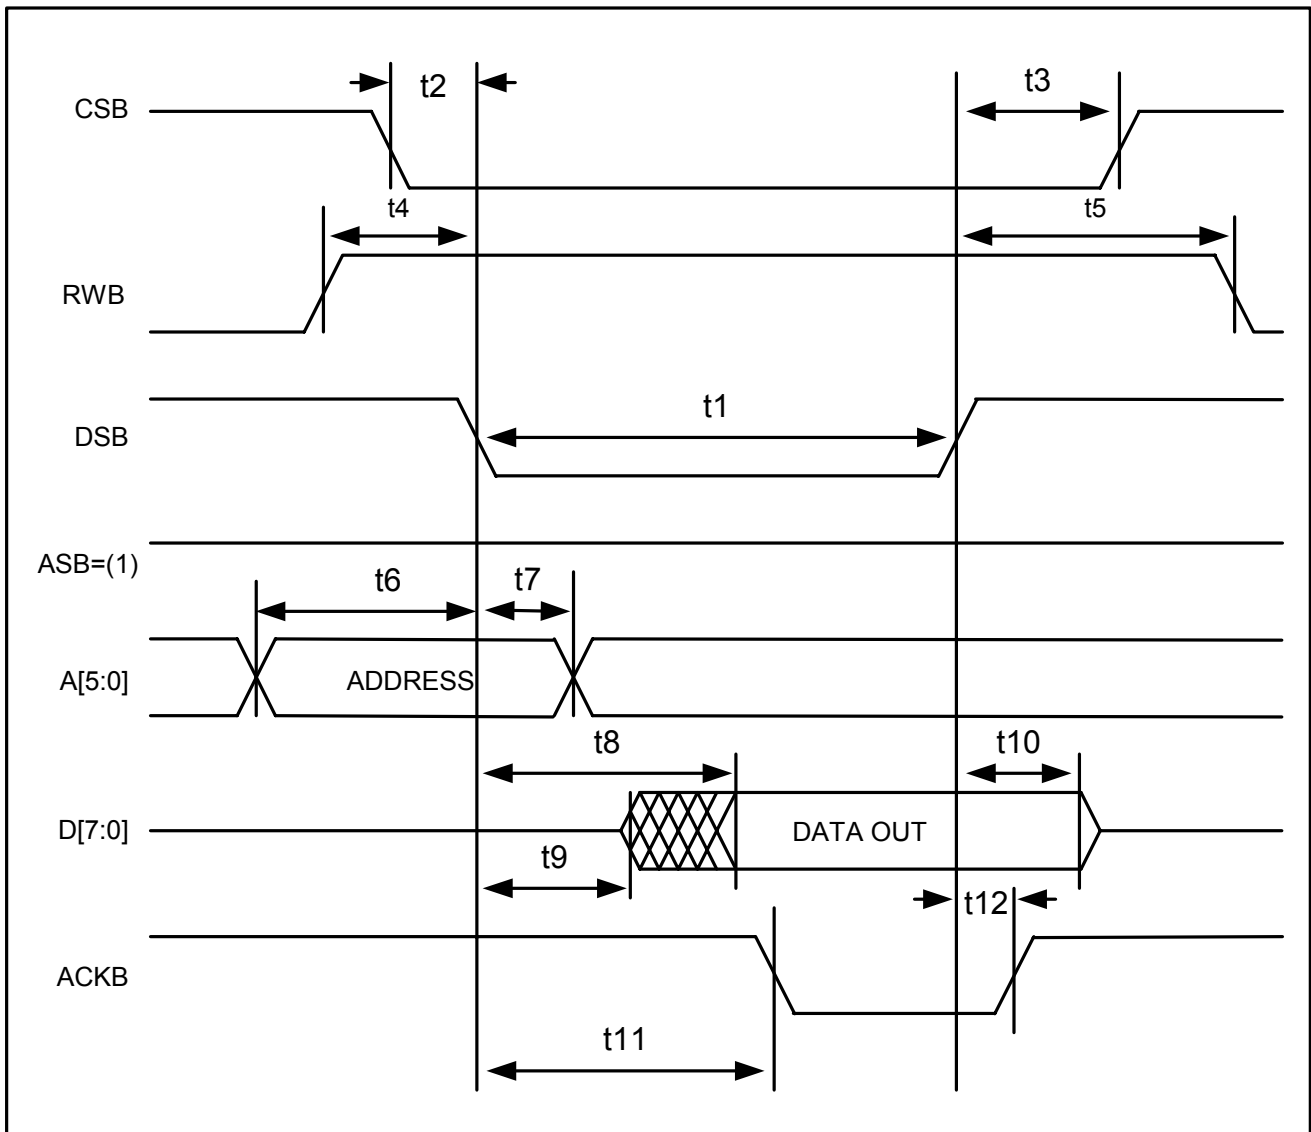 t2
t3
CSB
t4
t5
RWB
t1
DSB
ASB=(1)
t6
t7
A[5:0]
ADDRESS
t8
t10
D[7:0]
DATA OUT
t9
t12
ACKB
t11